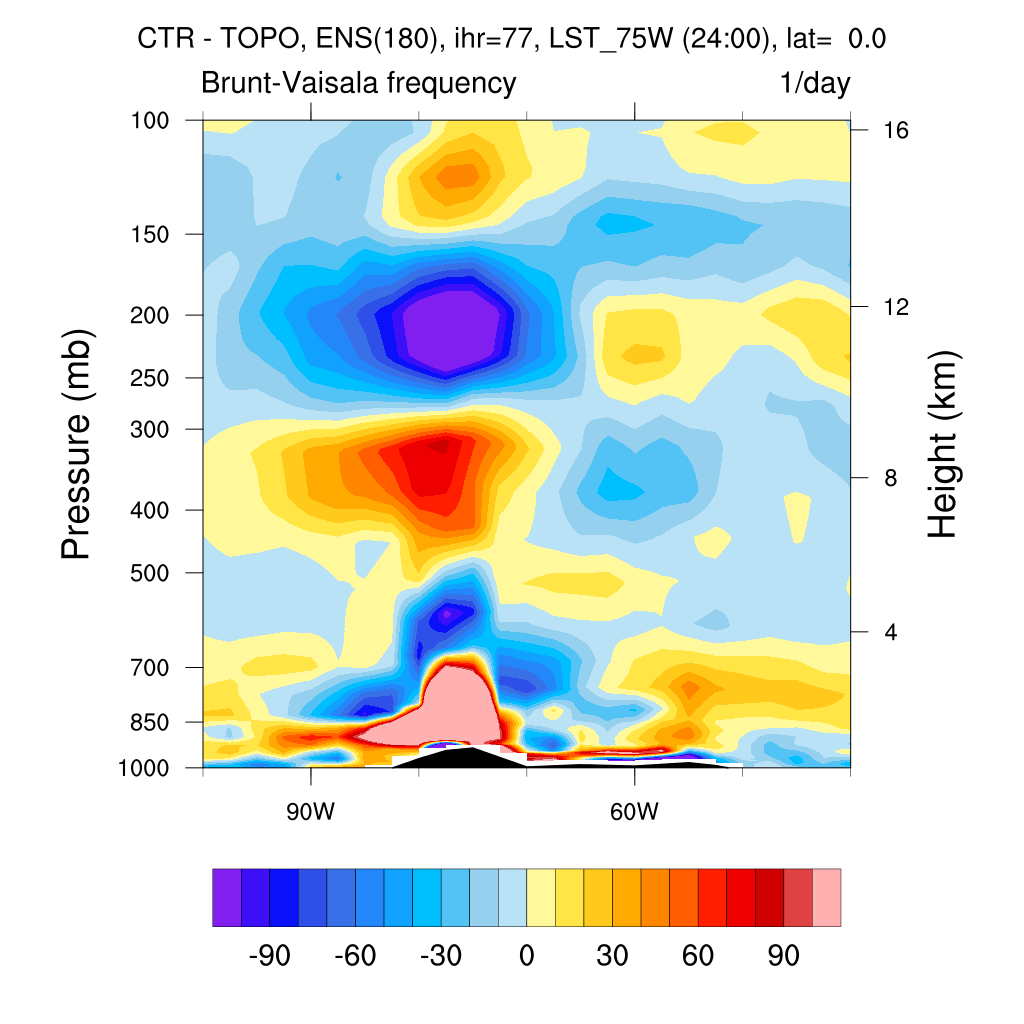 CTR - TOPO, ENS(180), ihr=77, LST_75W (24:00), lat=  0.0
Brunt-Vaisala frequency 1/day
100
150
200
250
300
400
500
700
850
1000
Pressure (mb)
16
12
8
4
Height (km)
90W 60W
-90 -60 -30 0 30 60 90